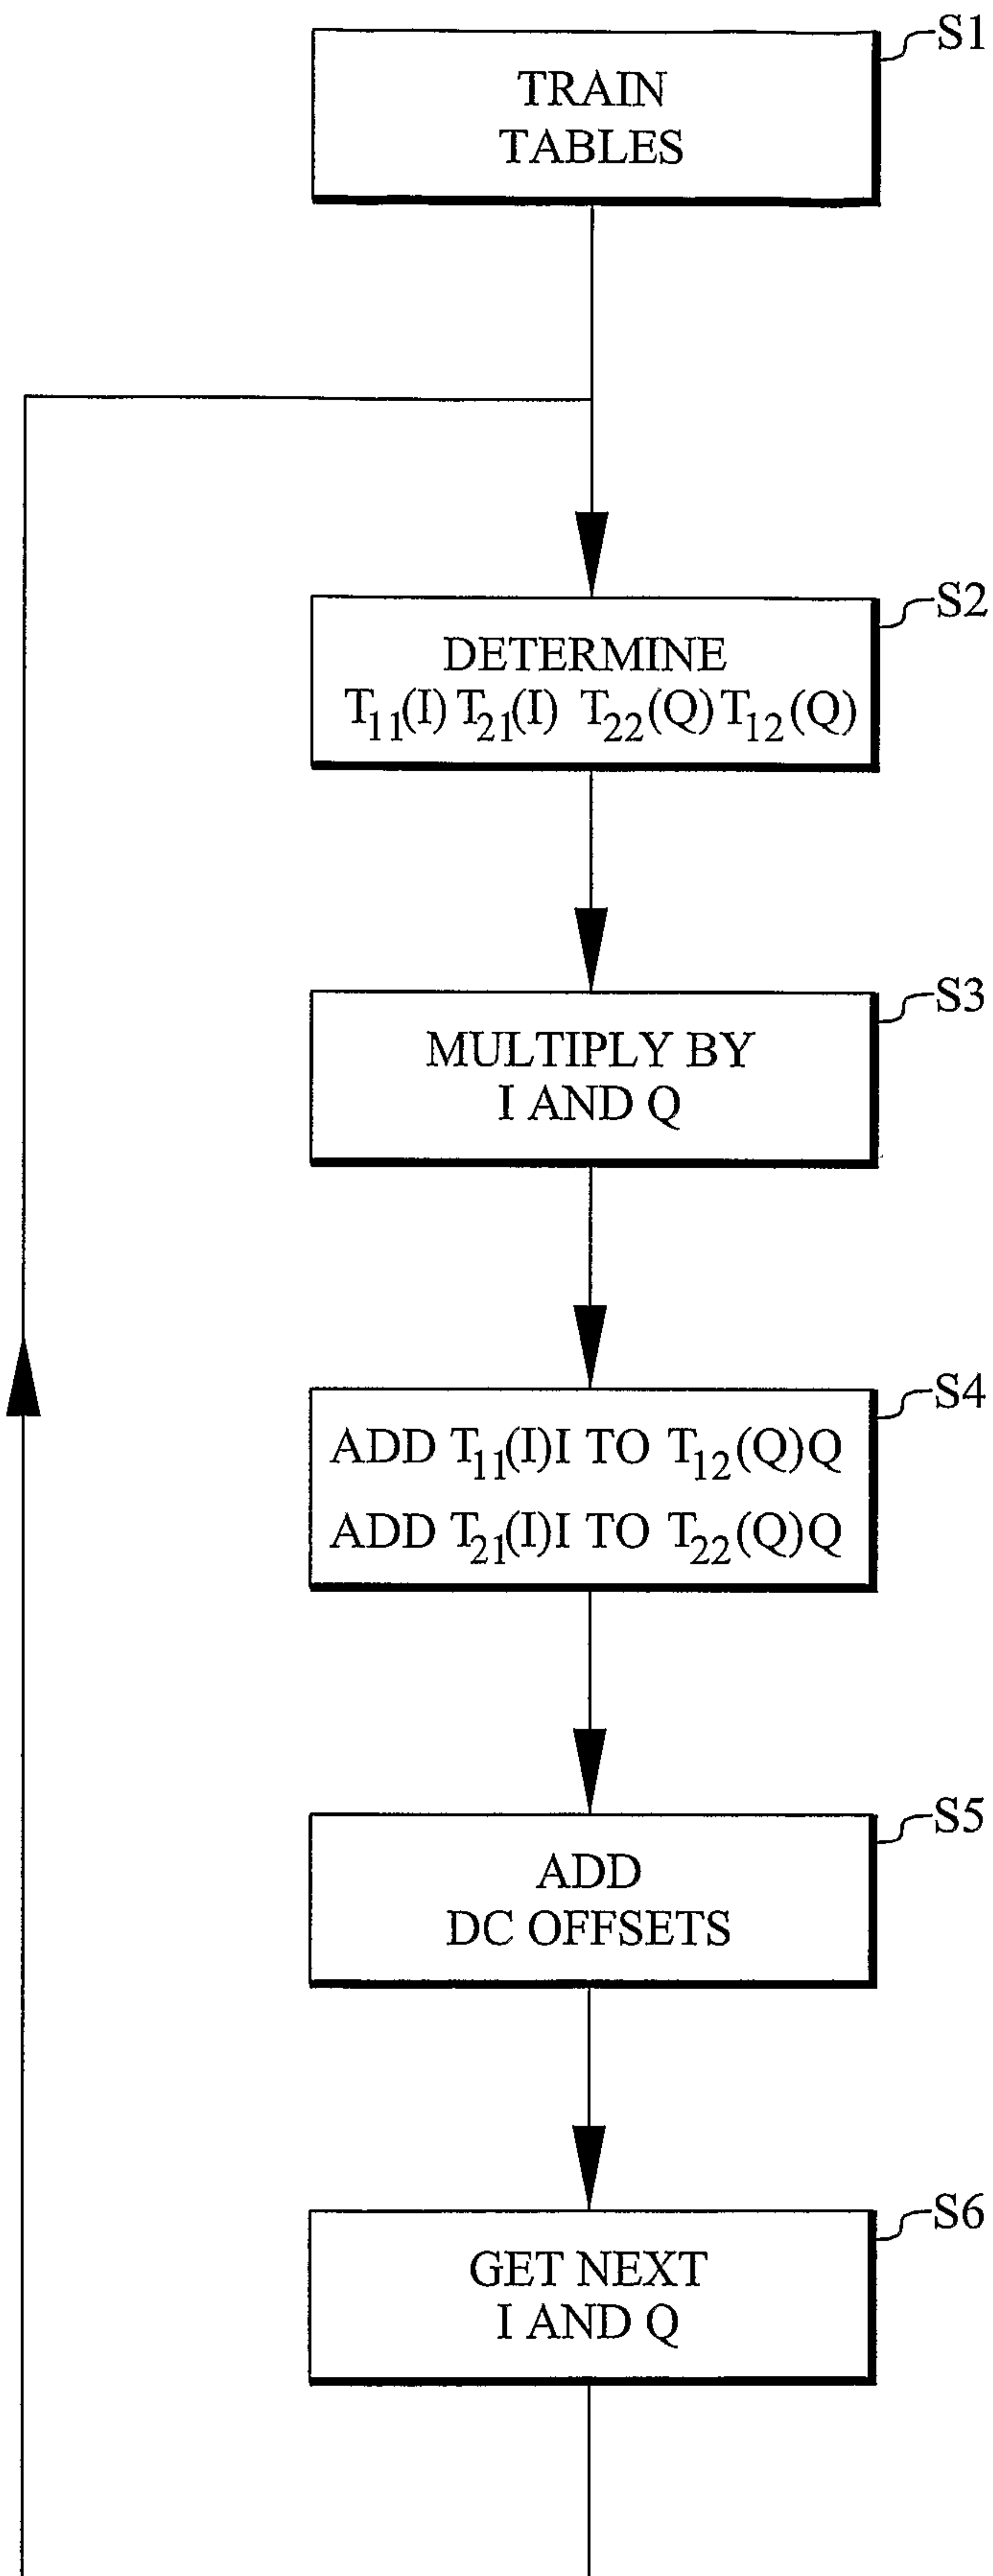 S1
TRAIN
TABLES
S2
DETERMINE
T₁₁(I) T₂₁(I) T₂₂(Q) T₁₂(Q)
S3
MULTIPLY BY
I AND Q
S4
ADD T₁₁(I)I TO T₁₂(Q)Q
ADD T₂₁(I)I TO T₂₂(Q)Q
S5
ADD
DC OFFSETS
S6
GET NEXT
I AND Q